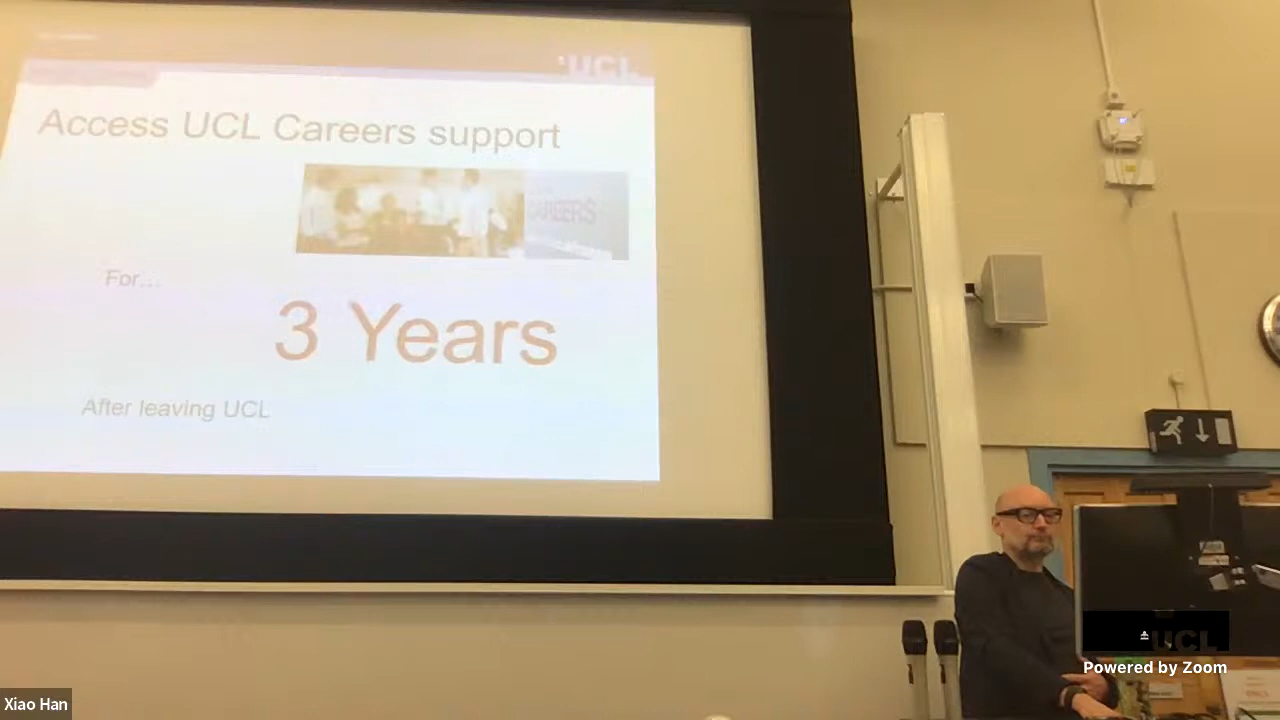 UCL
Access UCL Careers support
CAREERS
For...
3 Years
After leaving UCL
UCL
Powered by Zoom
Xiao Han